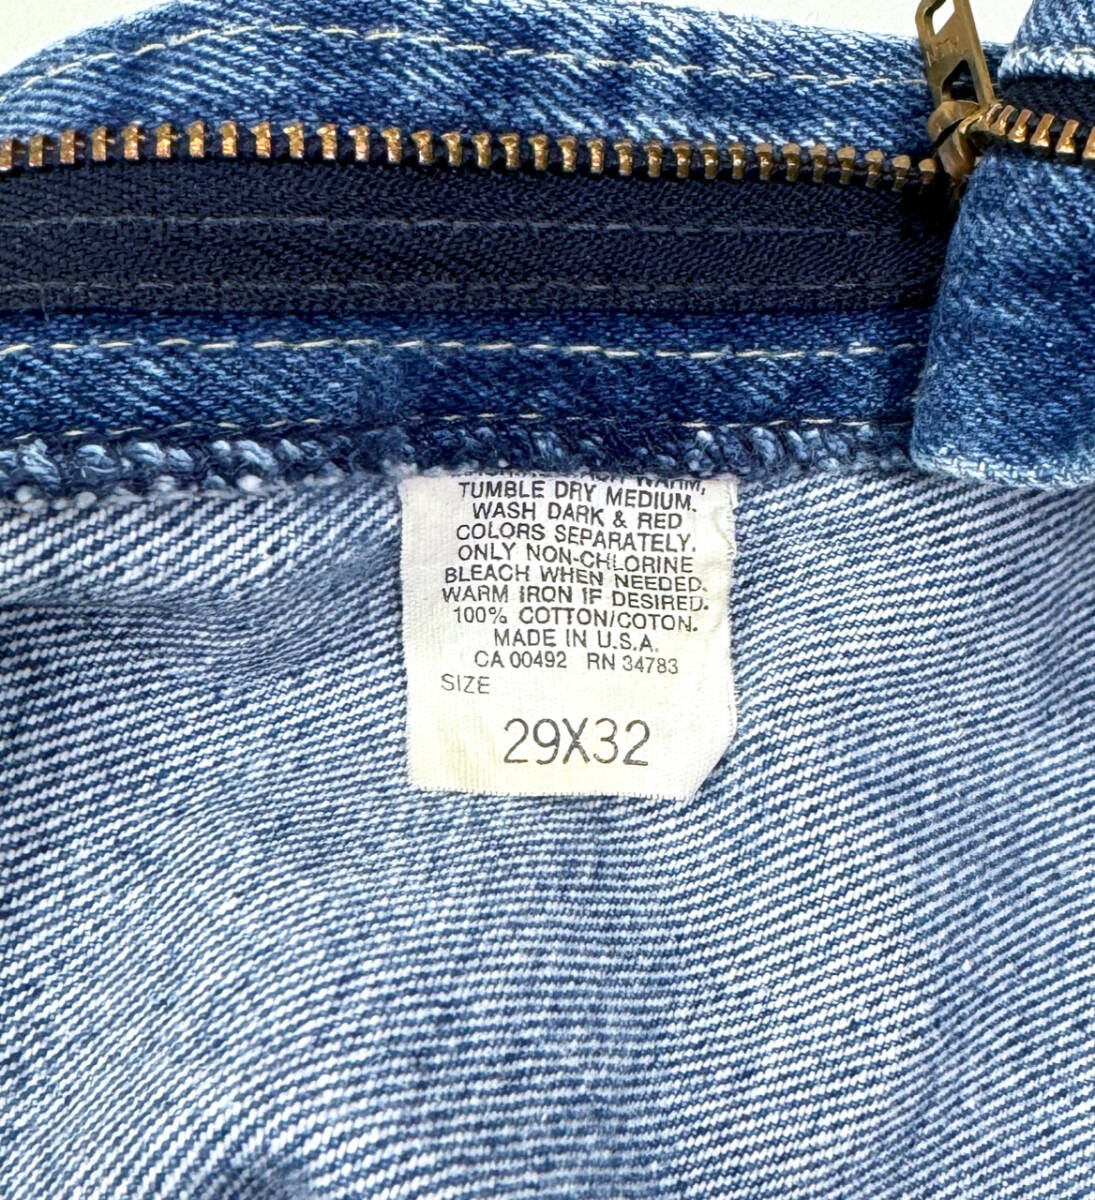 WARM,
TUMBLE DRY MEDIUM.
WASH DARK & RED
COLORS SEPARATELY.
ONLY NON-CHLORINE
BLEACH WHEN NEEDED.
WARM IRON IF DESIRED.
100% COTTON/COTON.
MADE IN U.S.A.
CA 00492 RN 34783
SIZE
29X32